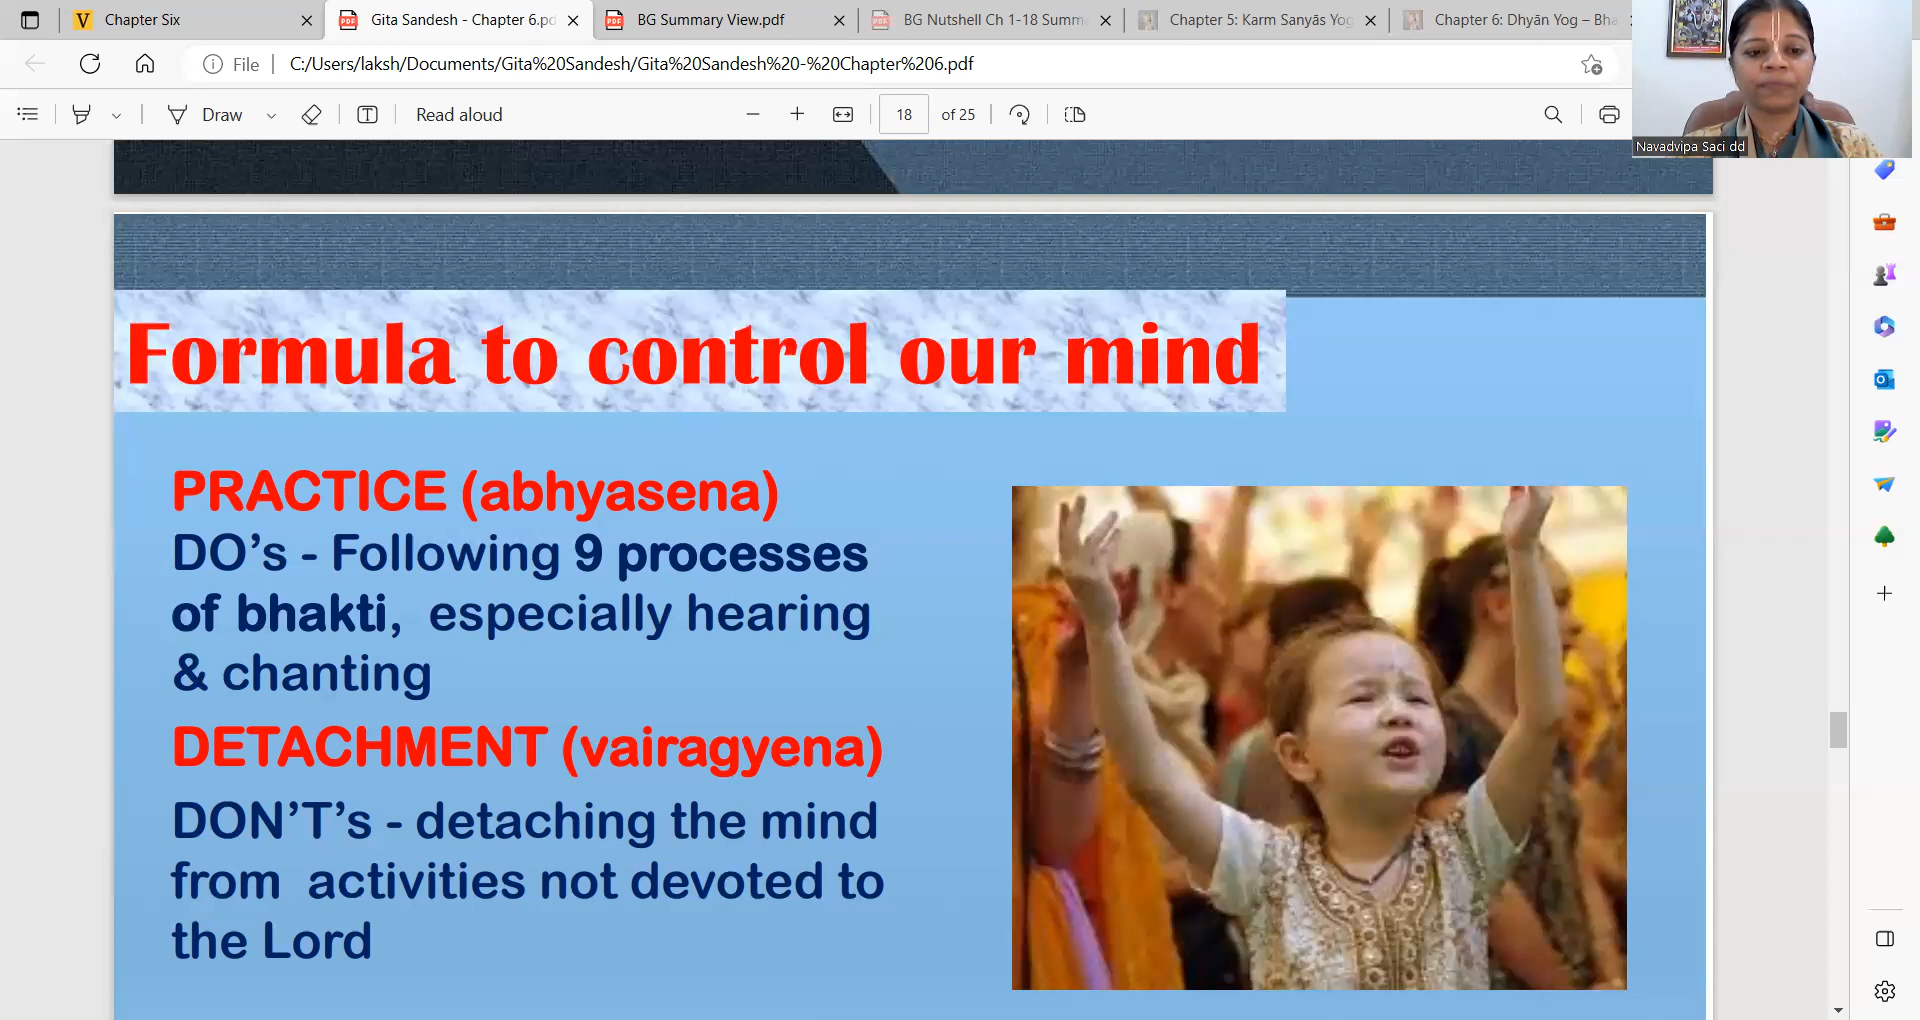 Chapter Six
Gita Sandesh - Chapter 6.pd
BG Summary View.pdf
BG Nutshell Ch 1-18 Summ
Chapter 5: Karm Sanyās Yog
Chapter 6: Dhyān Yog – Bha
File
C:/Users/laksh/Documents/Gita%20Sandesh/Gita%20Sandesh%20-%20Chapter%206.pdf
Draw
Read aloud
18 of 25
Navadvipa Saci dd
Formula to control our mind
PRACTICE (abhyasena)
DO’s - Following 9 processes
of bhakti, especially hearing
& chanting
DETACHMENT (vairagyena)
DON’T’s - detaching the mind
from activities not devoted to
the Lord